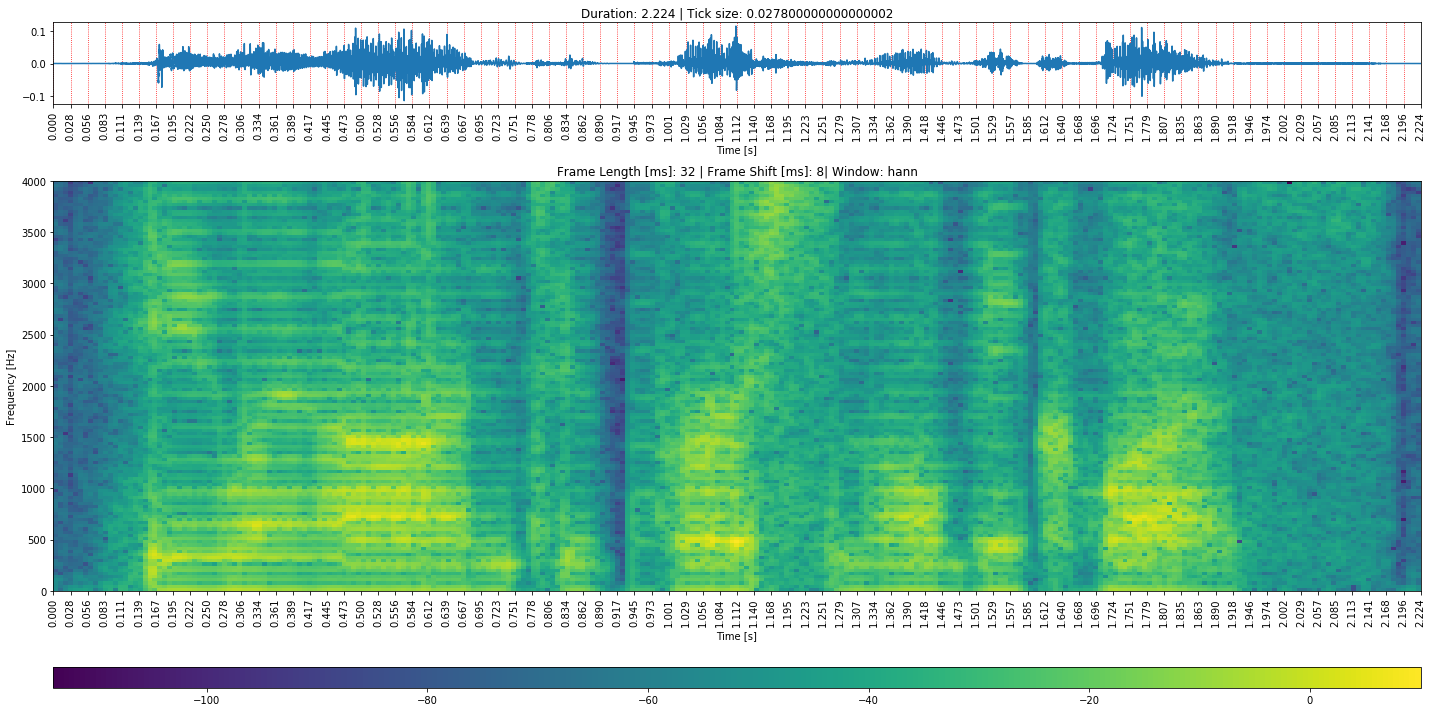 Duration: 2.224 | Tick size: 0.027800000000000002
0.1
0.0
−0.1
0.000 0.028 0.056 0.083 0.111 0.139 0.167 0.195 0.222 0.250 0.278 0.306 0.334 0.361 0.389 0.417 0.445 0.473 0.500 0.528 0.556 0.584 0.612 0.639 0.667 0.695 0.723 0.751 0.778 0.806 0.834 0.862 0.890 0.917 0.945 0.973 1.001 1.029 1.056 1.084 1.112 1.140 1.168 1.195 1.223 1.251 1.279 1.307 1.334 1.362 1.390 1.418 1.446 1.473 1.501 1.529 1.557 1.585 1.612 1.640 1.668 1.696 1.724 1.751 1.779 1.807 1.835 1.863 1.890 1.918 1.946 1.974 2.002 2.029 2.057 2.085 2.113 2.141 2.168 2.196 2.224
Time [s]
Frame Length [ms]: 32 | Frame Shift [ms]: 8| Window: hann
4000
3500
3000
2500
2000
1500
1000
500
0
Frequency [Hz]
0.000 0.028 0.056 0.083 0.111 0.139 0.167 0.195 0.222 0.250 0.278 0.306 0.334 0.361 0.389 0.417 0.445 0.473 0.500 0.528 0.556 0.584 0.612 0.639 0.667 0.695 0.723 0.751 0.778 0.806 0.834 0.862 0.890 0.917 0.945 0.973 1.001 1.029 1.056 1.084 1.112 1.140 1.168 1.195 1.223 1.251 1.279 1.307 1.334 1.362 1.390 1.418 1.446 1.473 1.501 1.529 1.557 1.585 1.612 1.640 1.668 1.696 1.724 1.751 1.779 1.807 1.835 1.863 1.890 1.918 1.946 1.974 2.002 2.029 2.057 2.085 2.113 2.141 2.168 2.196 2.224
Time [s]
−100 −80 −60 −40 −20 0